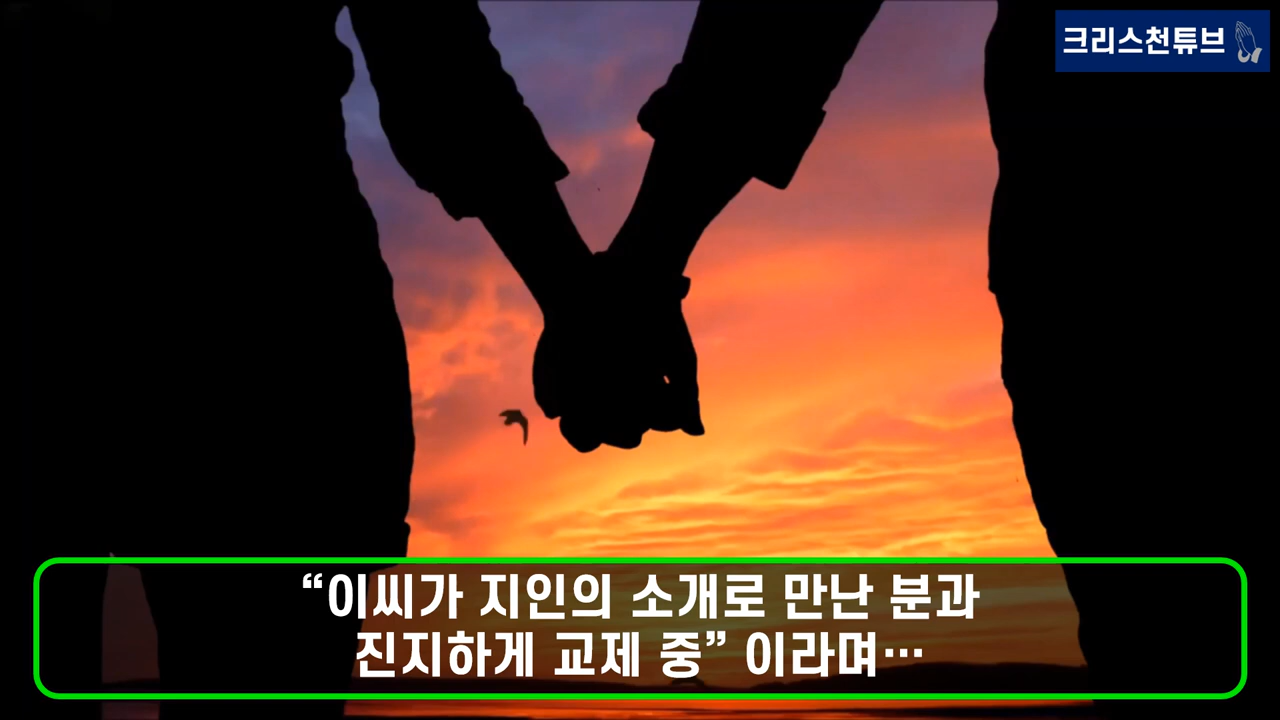 크리스천튜브
“이씨가 지인의 소개로 만난 분과
진지하게 교제 중” 이라며…